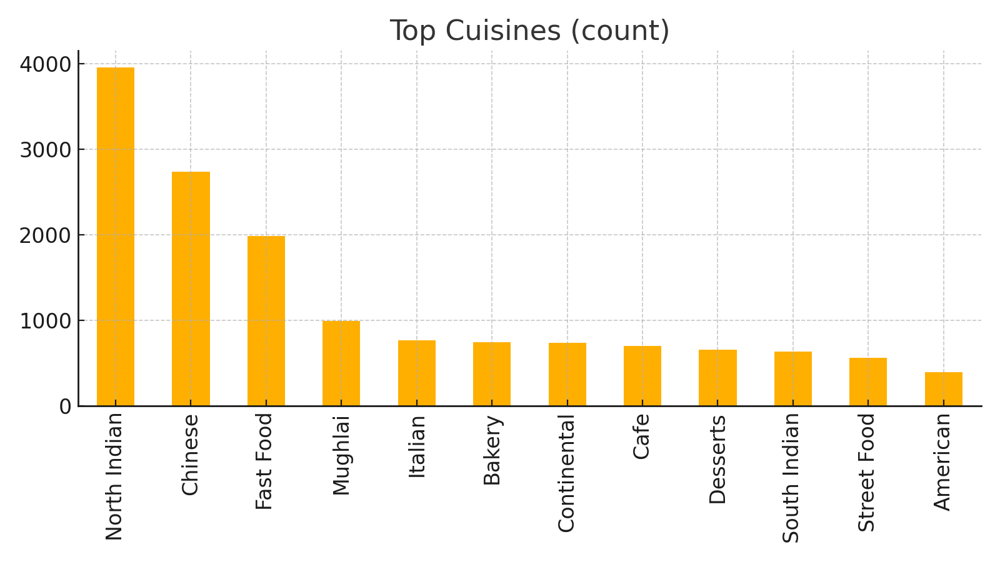 Top Cuisines (count)
4000
3000
2000
1000
0
North Indian
Chinese
Fast Food
Mughlai
Italian
Bakery
Continental
Cafe
Desserts
South Indian
Street Food
American